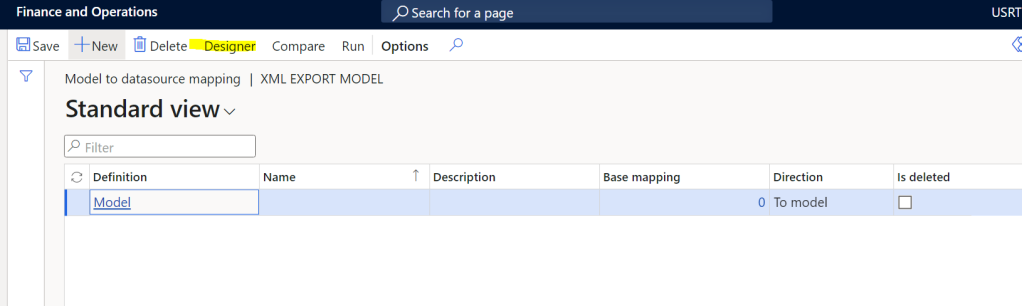 Finance and Operations Search for a page USRT
Save New Delete Designer Compare Run Options
Model to datasource mapping | XML EXPORT MODEL
Standard view
Filter
Definition Name Description Base mapping Direction Is deleted
Model 0 To model